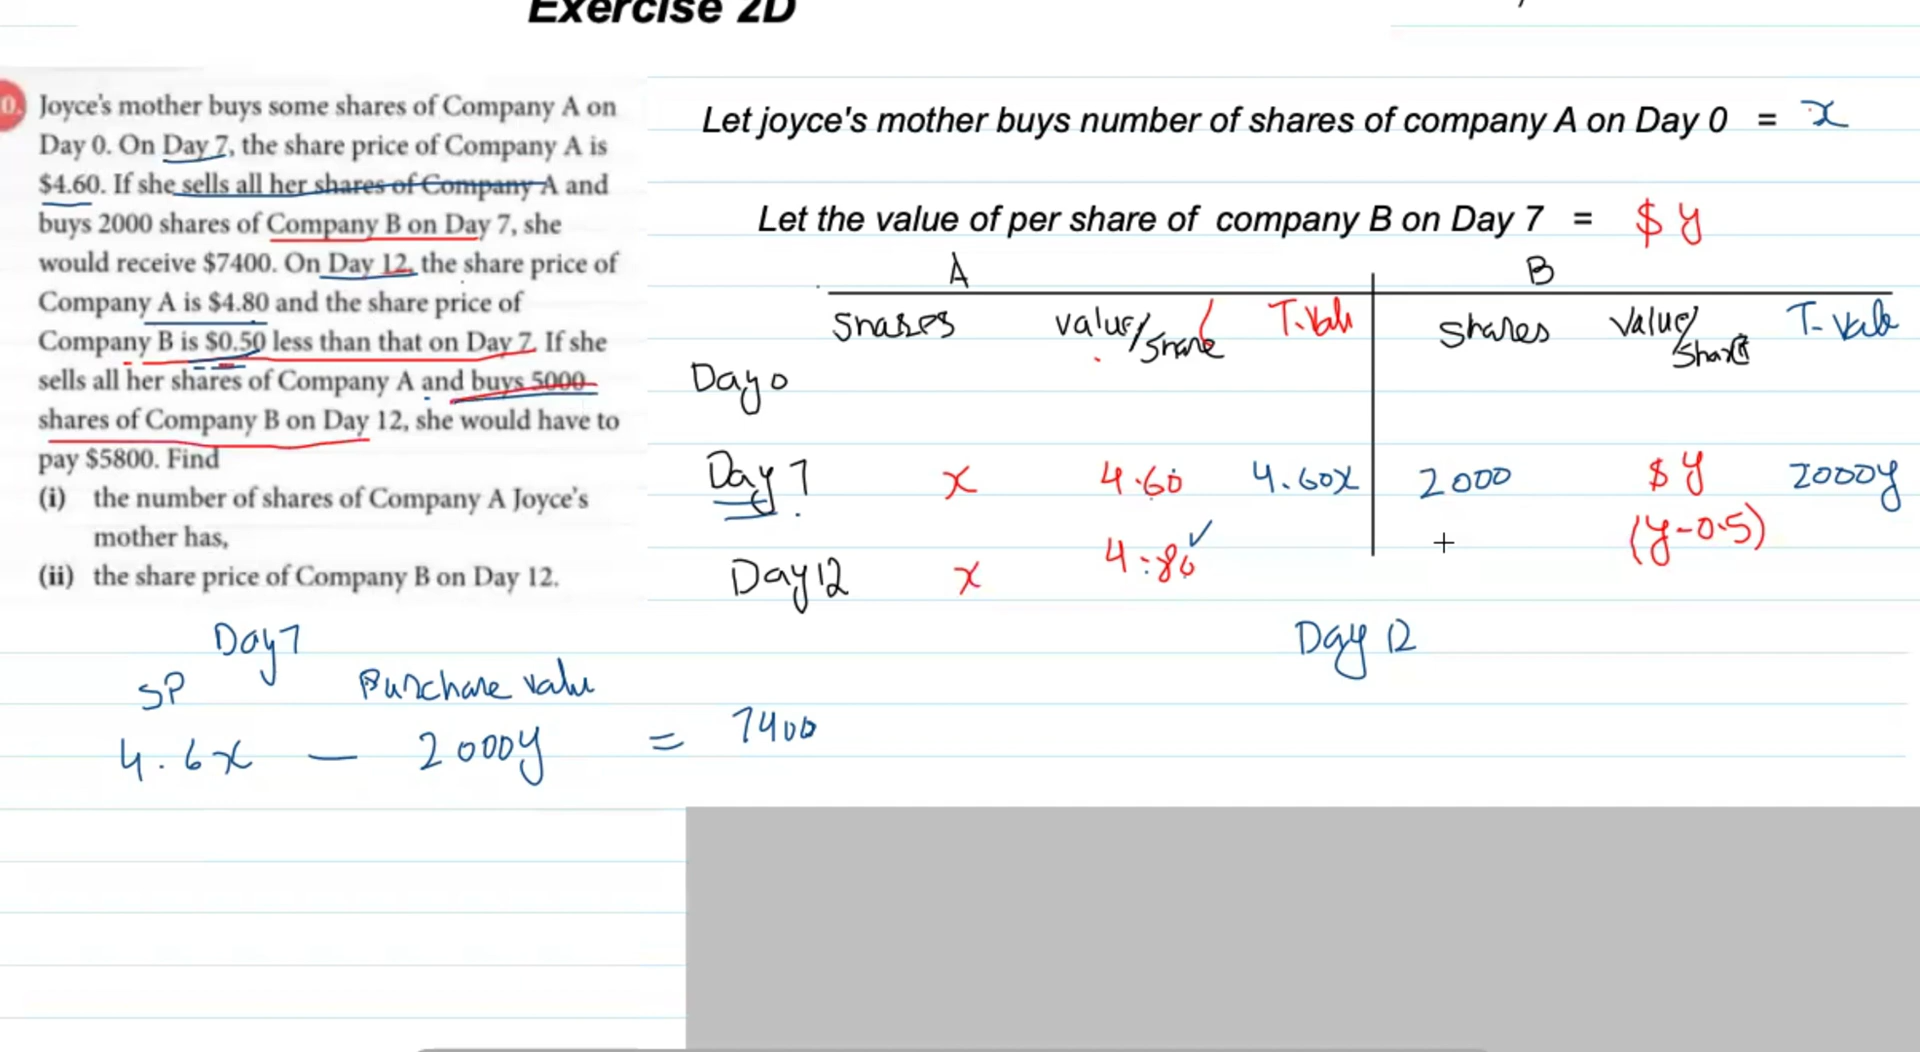 Exercise 2D
0. Joyce's mother buys some shares of Company A on
Day 0. On Day 7, the share price of Company A is
$4.60. If she sells all her shares of Company A and
buys 2000 shares of Company B on Day 7, she
would receive $7400. On Day 12, the share price of
Company A is $4.80 and the share price of
Company B is $0.50 less than that on Day 7. If she
sells all her shares of Company A and buys 5000
shares of Company B on Day 12, she would have to
pay $5800. Find
(i) the number of shares of Company A Joyce's
mother has,
(ii) the share price of Company B on Day 12.
Let joyce's mother buys number of shares of company A on Day 0 = x
Let the value of per share of company B on Day 7 = $ y
A B
shares value/share T.Valu shares Value/share T-Valu
Day 0
Day 7 x 4.60 4.60x 2000 $ y 2000y
Day 12 x 4.80 (y-0.5)
Day 7
SP Purchase valu
4.6x - 2000y = 7400
Day 12